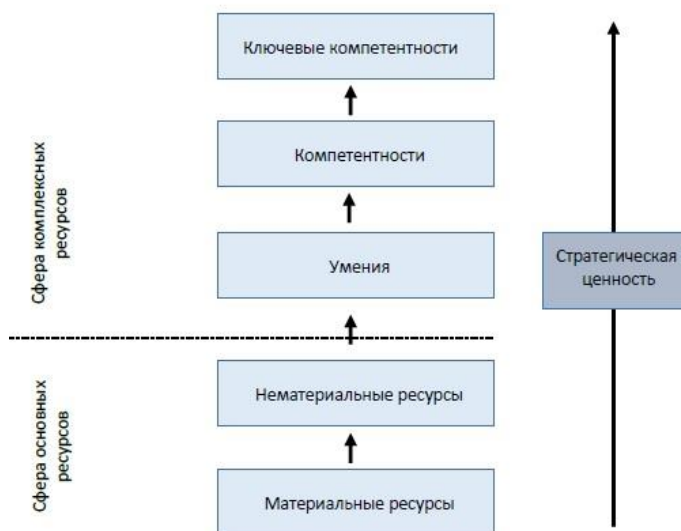 Ключевые компетентности
Компетентности
Сфера комплексных
ресурсов
Умения
Стратегическая
ценность
Нематериальные ресурсы
Сфера основных
ресурсов
Материальные ресурсы